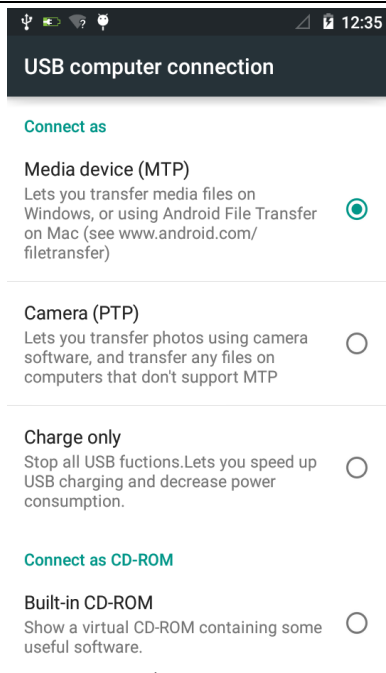 12:35
USB computer connection
Connect as
Media device (MTP)
Lets you transfer media files on
Windows, or using Android File Transfer
on Mac (see www.android.com/
filetransfer)
Camera (PTP)
Lets you transfer photos using camera
software, and transfer any files on
computers that don't support MTP
Charge only
Stop all USB fuctions.Lets you speed up
USB charging and decrease power
consumption.
Connect as CD-ROM
Built-in CD-ROM
Show a virtual CD-ROM containing some
useful software.